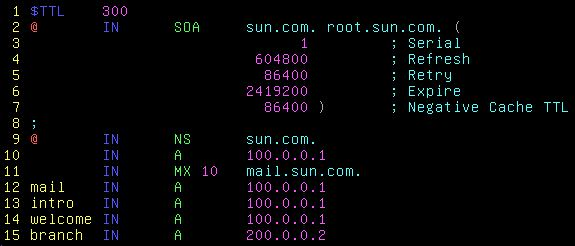 1 $TTL    300
2 @       IN      SOA     sun.com. root.sun.com. (
3                               1         ; Serial
4                          604800         ; Refresh
5                           86400         ; Retry
6                         2419200         ; Expire
7                           86400 )       ; Negative Cache TTL
8 ;
9 @       IN      NS      sun.com.
10         IN      A       100.0.0.1
11         IN      MX 10   mail.sun.com.
12 mail    IN      A       100.0.0.1
13 intro   IN      A       100.0.0.1
14 welcome IN      A       100.0.0.1
15 branch  IN      A       200.0.0.2